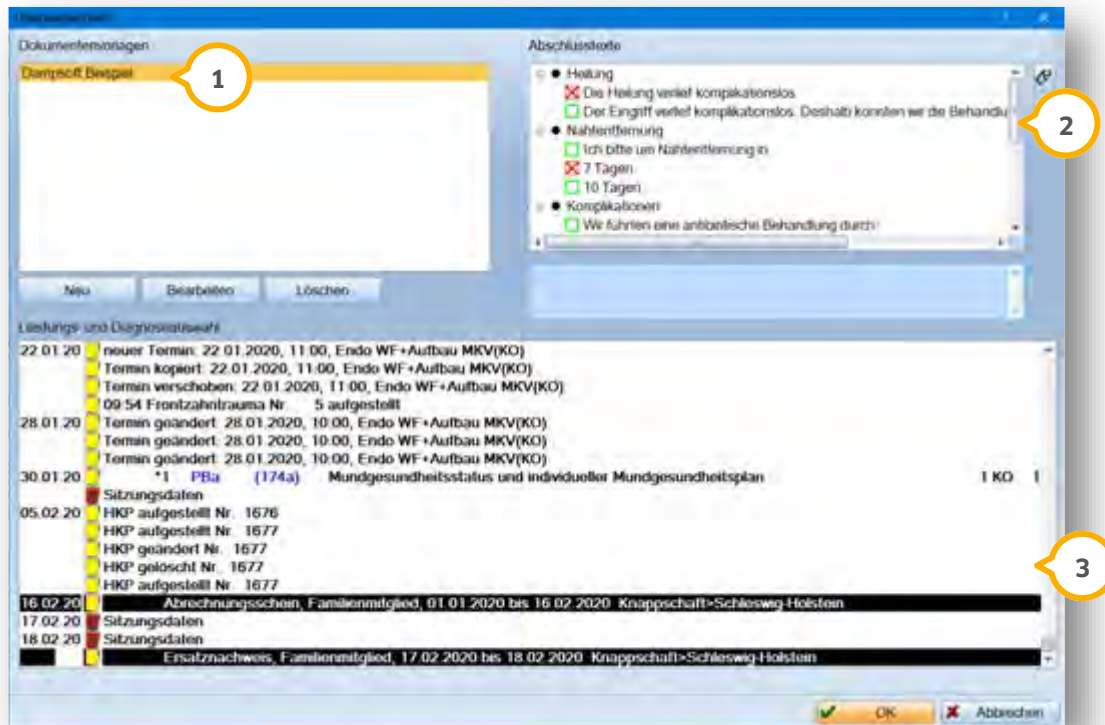 Dokumentenvorlagen
Abschlusstexte
Dampsoft Beispiel
1
Heilung
Die Heilung verlief komplikationslos
Der Eingriff verlief komplikationslos. Deshalb konnten wir die Behandlu
2
Nahtentfernung
Ich bitte um Nahtentfernung in
7 Tagen
10 Tagen
Komplikationen
Wir führten eine antibiotische Behandlung durch
Neu Bearbeiten Löschen
Leistungs- und Diagnoseauswahl
22.01.20 neuer Termin: 22.01.2020, 11:00, Endo WF+Aufbau MKV(KO)
Termin kopiert: 22.01.2020, 11:00, Endo WF+Aufbau MKV(KO)
Termin verschoben: 22.01.2020, 11:00, Endo WF+Aufbau MKV(KO)
09:54 Frontzahntrauma Nr. 5 aufgestellt
28.01.20 Termin geändert: 28.01.2020, 10:00, Endo WF+Aufbau MKV(KO)
Termin geändert: 28.01.2020, 10:00, Endo WF+Aufbau MKV(KO)
Termin geändert: 28.01.2020, 10:00, Endo WF+Aufbau MKV(KO)
30.01.20 *1 PBa (174a) Mundgesundheitsstatus und individueller Mundgesundheitsplan 1 KO 1
Sitzungsdaten
05.02.20 HKP aufgestellt Nr. 1676
HKP aufgestellt Nr. 1677
HKP geändert Nr. 1677
HKP gelöscht Nr. 1677
HKP aufgestellt Nr. 1677
3
16.02.20 Abrechnungsschein, Familienmitglied, 01.01.2020 bis 16.02.2020 Knappschaft>Schleswig-Holstein
17.02.20 Sitzungsdaten
18.02.20 Sitzungsdaten
Ersatznachweis, Familienmitglied, 17.02.2020 bis 18.02.2020 Knappschaft>Schleswig-Holstein
OK Abbrechen